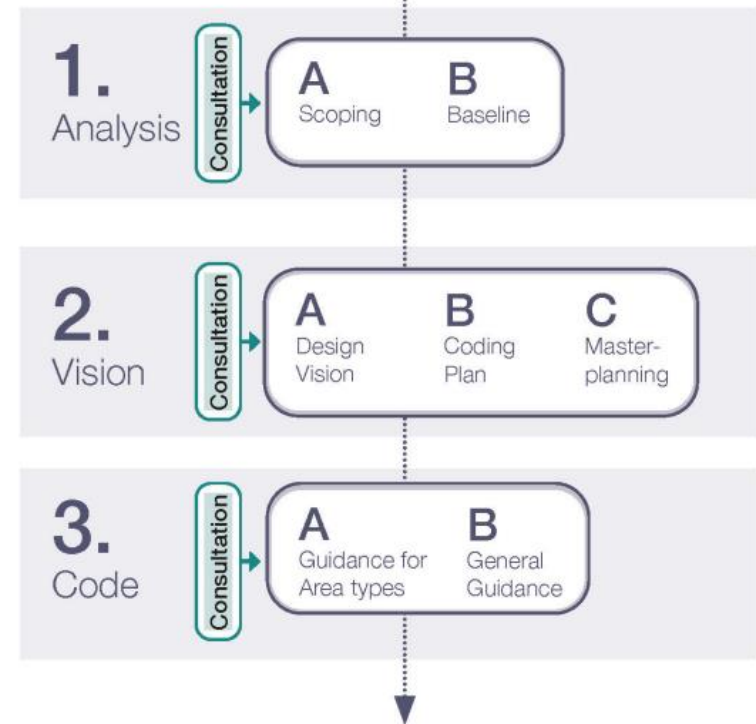 1.
Analysis
Consultation
A
Scoping
B
Baseline
2.
Vision
Consultation
A
Design
Vision
B
Coding
Plan
C
Master-
planning
3.
Code
Consultation
A
Guidance for
Area types
B
General
Guidance